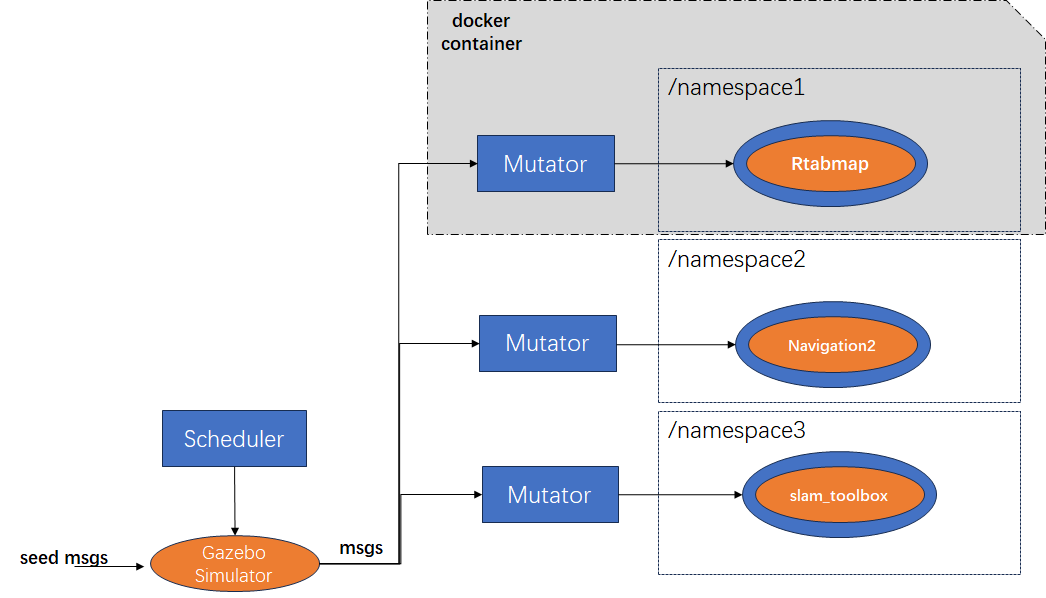 docker
container
/namespace1
Mutator
Rtabmap
/namespace2
Mutator
Navigation2
Scheduler
/namespace3
Mutator
slam_toolbox
seed msgs
Gazebo
Simulator
msgs